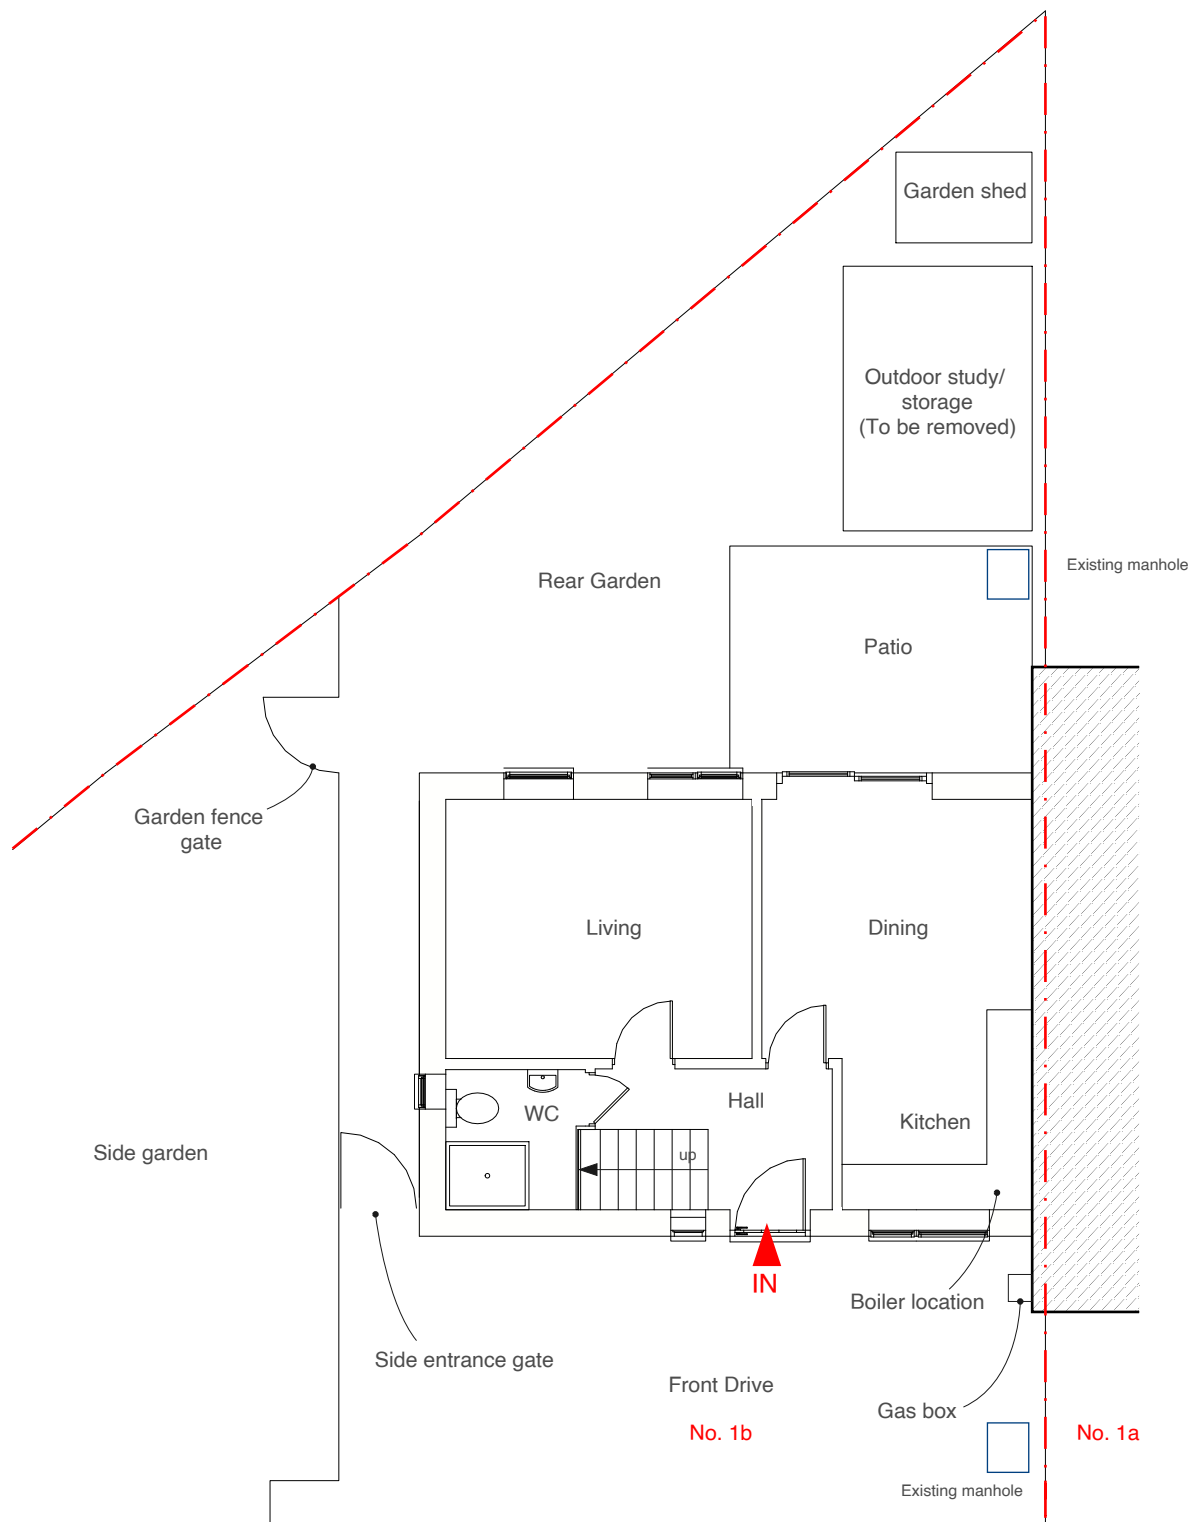 Garden shed
Outdoor study/
storage
(To be removed)
Existing manhole
Rear Garden
Patio
Garden fence
gate
Living
Dining
WC
Hall
Kitchen
up
Side garden
IN
Boiler location
Side entrance gate
Front Drive
Gas box
No. 1b
No. 1a
Existing manhole